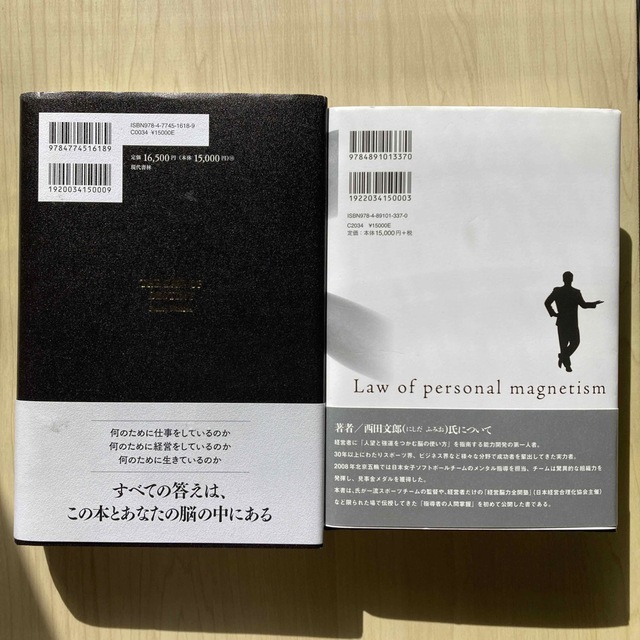 9784774516189
1920034150009
ISBN978-4-7745-1618-9
C0034 ¥15000E
定価 16,500円(本体 15,000円)⑩
現代書林
何のために仕事をしているのか
何のために経営をしているのか
何のために生きているのか
すべての答えは、
この本とあなたの脳の中にある
9784891013370
1922034150003
ISBN978-4-89101-337-0
C2034 ¥15000E
定価:本体15,000円+税
Law of personal magnetism
著者/西田文郎(にしだ ふみお)氏について
経営者に「人望と強運をつかむ脳の使い方」を指南する能力開発の第一人者。
30年以上にわたりスポーツ界、ビジネス界など様々な分野で成功者を輩出してきた実力者。
2008年北京五輪では日本女子ソフトボールチームのメンタル指導を担当、チームは驚異的な組織力を
発揮し、見事金メダルを獲得した。
本書は、氏が一流スポーツチームの監督や、経営者だけの「経営脳力全開塾」(日本経営合理化協会主催)
など限られた場で伝授してきた「指導者の人間掌握」を初めて公開した書である。